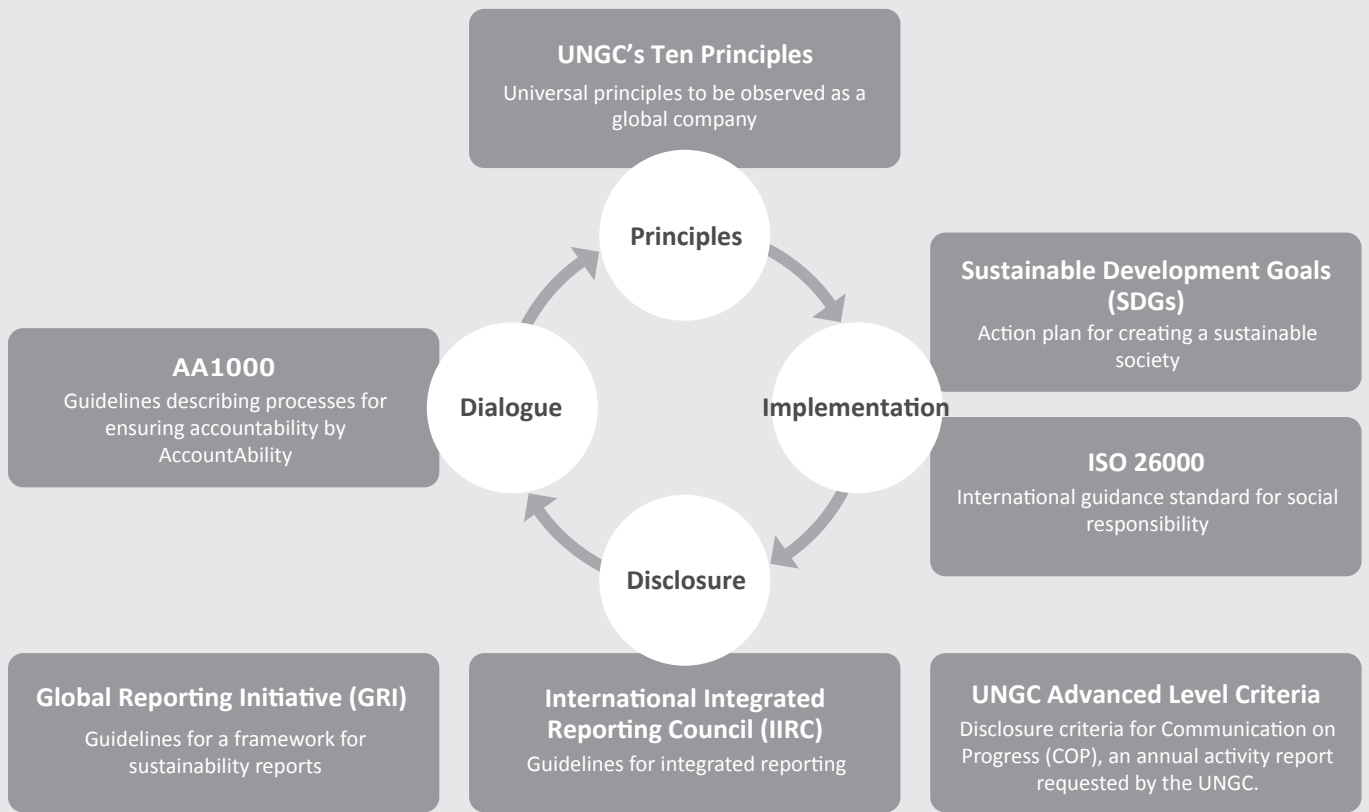 UNGC’s Ten Principles
Universal principles to be observed as a
global company
Principles
Sustainable Development Goals
(SDGs)
Action plan for creating a sustainable
society
AA1000
Guidelines describing processes for
ensuring accountability by
AccountAbility
Dialogue
Implementation
ISO 26000
International guidance standard for social
responsibility
Disclosure
Global Reporting Initiative (GRI)
Guidelines for a framework for
sustainability reports
International Integrated
Reporting Council (IIRC)
Guidelines for integrated reporting
UNGC Advanced Level Criteria
Disclosure criteria for Communication on
Progress (COP), an annual activity report
requested by the UNGC.